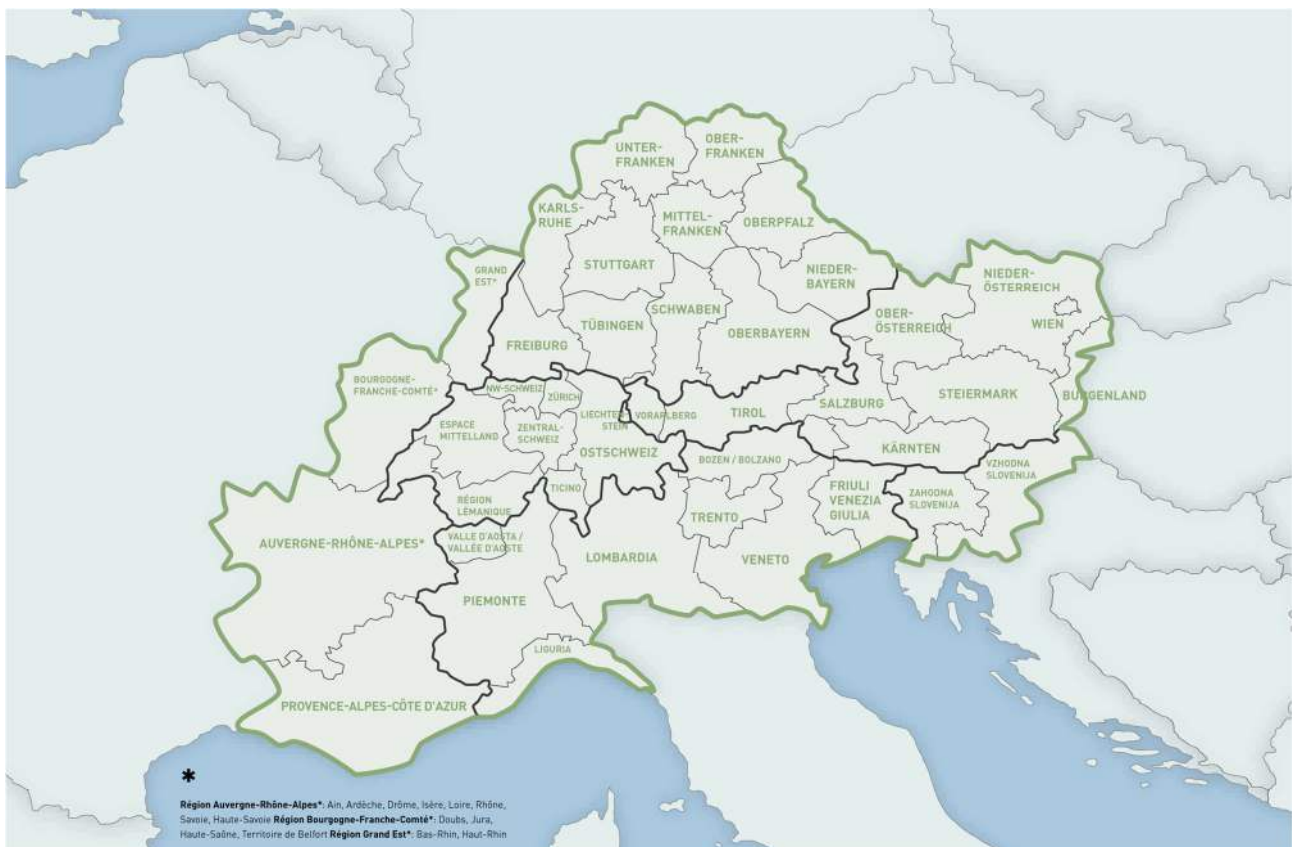 UNTER-
FRANKEN
OBER-
FRANKEN
KARLS-
RUHE
MITTEL-
FRANKEN
OBERPFALZ
GRAND
EST*
STUTTGART
NIEDER-
BAYERN
NIEDER-
ÖSTERREICH
SCHWABEN
OBER-
ÖSTERREICH
WIEN
TÜBINGEN
OBERBAYERN
FREIBURG
BOURGOGNE-
FRANCHE-COMTÉ*
NW-SCHWEIZ
ZÜRICH
STEIERMARK
BURGENLAND
SALZBURG
LIECHTEN-
STEIN
VORARLBERG
TIROL
ESPACE
MITTELLAND
ZENTRAL-
SCHWEIZ
OSTSCHWEIZ
KÄRNTEN
BOZEN / BOLZANO
VZHODNA
SLOVENIJA
TICINO
FRIULI
VENEZIA
GIULIA
ZAHODNA
SLOVENIJA
RÉGION
LÉMANIQUE
TRENTO
AUVERGNE-RHÔNE-ALPES*
VALLE D'AOSTA /
VALLÉE D'AOSTE
LOMBARDIA
VENETO
PIEMONTE
LIGURIA
PROVENCE-ALPES-CÔTE D'AZUR
*
Région Auvergne-Rhône-Alpes*: Ain, Ardèche, Drôme, Isère, Loire, Rhône,
Savoie, Haute-Savoie Région Bourgogne-Franche-Comté*: Doubs, Jura,
Haute-Saône, Territoire de Belfort Région Grand Est*: Bas-Rhin, Haut-Rhin